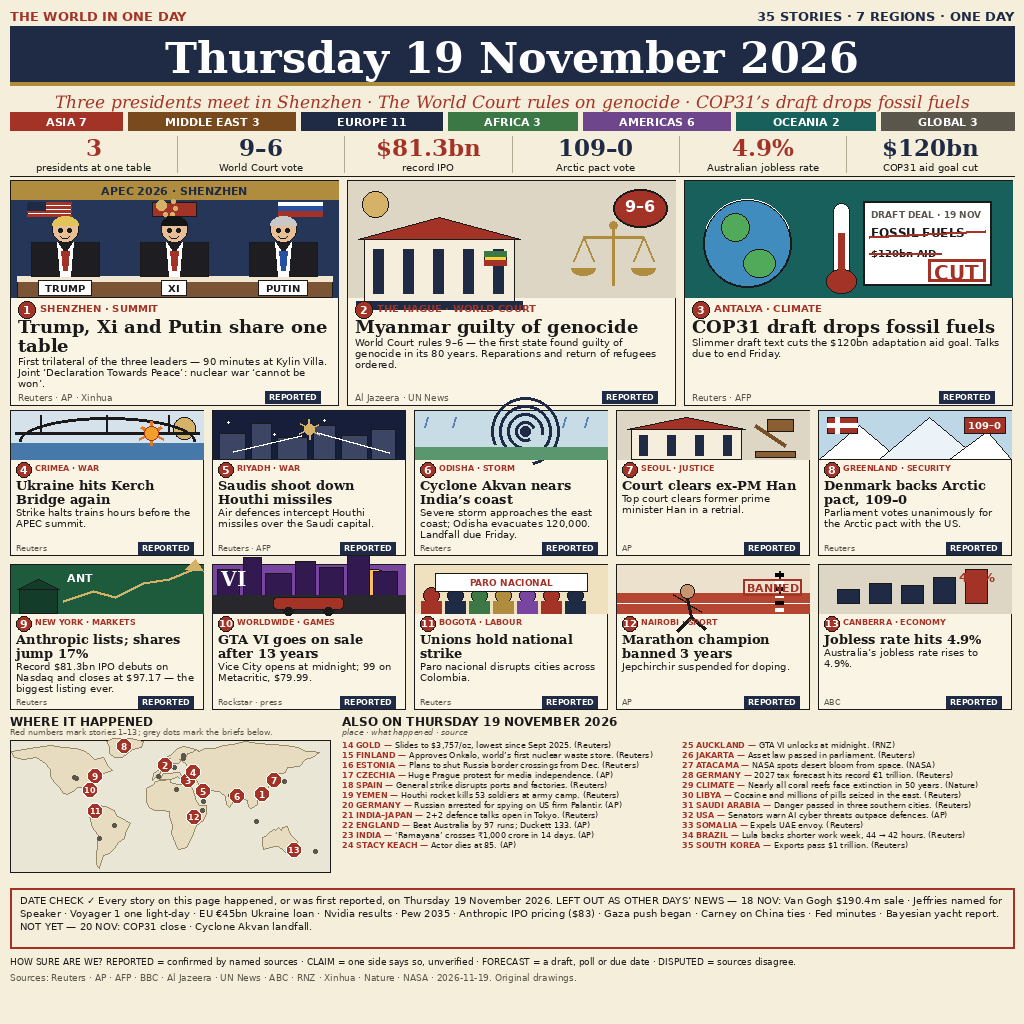 THE WORLD IN ONE DAY
35 STORIES · 7 REGIONS · ONE DAY
Thursday 19 November 2026
Three presidents meet in Shenzhen · The World Court rules on genocide · COP31's draft drops fossil fuels
ASIA 7
MIDDLE EAST 3
EUROPE 11
AFRICA 3
AMERICAS 6
OCEANIA 2
GLOBAL 3
3
presidents at one table
9–6
World Court vote
$81.3bn
record IPO
109–0
Arctic pact vote
4.9%
Australian jobless rate
$120bn
COP31 aid goal cut
APEC 2026 · SHENZHEN
TRUMP
XI
PUTIN
1 SHENZHEN · SUMMIT
Trump, Xi and Putin share one
table
First trilateral of the three leaders — 90 minutes at Kylin Villa.
Joint ‘Declaration Towards Peace’: nuclear war ‘cannot be
won’.
Reuters · AP · Xinhua
REPORTED
9–6
2 THE HAGUE · WORLD COURT
Myanmar guilty of genocide
World Court rules 9–6 — the first state found guilty of
genocide in its 80 years. Reparations and return of refugees
ordered.
Al Jazeera · UN News
REPORTED
DRAFT DEAL · 19 NOV
FOSSIL FUELS
$120bn AID
CUT
3 ANTALYA · CLIMATE
COP31 draft drops fossil fuels
Slimmer draft text cuts the $120bn adaptation aid goal. Talks
due to end Friday.
Reuters · AFP
REPORTED
4 CRIMEA · WAR
Ukraine hits Kerch
Bridge again
Strike halts trains hours before the
APEC summit.
Reuters
REPORTED
5 RIYADH · WAR
Saudis shoot down
Houthi missiles
Air defences intercept Houthi
missiles over the Saudi capital.
Reuters · AFP
REPORTED
6 ODISHA · STORM
Cyclone Akvan nears
India’s coast
Severe storm approaches the east
coast; Odisha evacuates 120,000.
Landfall due Friday.
Reuters
REPORTED
7 SEOUL · JUSTICE
Court clears ex-PM Han
Top court clears former prime
minister Han in a retrial.
AP
REPORTED
109–0
8 GREENLAND · SECURITY
Denmark backs Arctic
pact, 109–0
Parliament votes unanimously for
the Arctic pact with the US.
Reuters
REPORTED
ANT
9 NEW YORK · MARKETS
Anthropic lists; shares
jump 17%
Record $81.3bn IPO debuts on
Nasdaq and closes at $97.17 — the
biggest listing ever.
Reuters
REPORTED
VI
10 WORLDWIDE · GAMES
GTA VI goes on sale
after 13 years
Vice City opens at midnight; 99 on
Metacritic, $79.99.
Rockstar · press
REPORTED
PARO NACIONAL
11 BOGOTÁ · LABOUR
Unions hold national
strike
Paro nacional disrupts cities across
Colombia.
Reuters
REPORTED
BANNED
12 NAIROBI · SPORT
Marathon champion
banned 3 years
Jepchirchir suspended for doping.
AP
REPORTED
13 CANBERRA · ECONOMY
Jobless rate hits 4.9%
Australia’s jobless rate rises to
4.9%.
ABC
REPORTED
WHERE IT HAPPENED
Red numbers mark stories 1–13; grey dots mark the briefs below.
8
2
4
9
10
5
7
6
1
11
12
13
ALSO ON THURSDAY 19 NOVEMBER 2026
place · what happened · source
14 GOLD — Slides to $3,757/oz, lowest since Sept 2025. (Reuters)
15 FINLAND — Approves Onkalo, world’s first nuclear waste store. (Reuters)
16 ESTONIA — Plans to shut Russia border crossings from Dec. (Reuters)
17 CZECHIA — Huge Prague protest for media independence. (AP)
18 SPAIN — General strike disrupts ports and factories. (Reuters)
19 YEMEN — Houthi rocket kills 53 soldiers at army camp. (Reuters)
20 GERMANY — Russian arrested for spying on US firm Palantir. (AP)
21 INDIA–JAPAN — 2+2 defence talks open in Tokyo. (Reuters)
22 ENGLAND — Beat Australia by 97 runs; Duckett 133. (AP)
23 INDIA — ‘Ramayana’ crosses ₹1,000 crore in 14 days. (AP)
24 STACY KEACH — Actor dies at 85. (AP)
25 AUCKLAND — GTA VI unlocks at midnight. (RNZ)
26 JAKARTA — Asset law passed in parliament. (Reuters)
27 ATACAMA — NASA spots desert bloom from space. (NASA)
28 GERMANY — 2027 tax forecast hits record €1 trillion. (Reuters)
29 CLIMATE — Nearly all coral reefs face extinction in 50 years. (Nature)
30 LIBYA — Cocaine and millions of pills seized in the east. (Reuters)
31 SAUDI ARABIA — Danger passed in three southern cities. (Reuters)
32 USA — Senators warn AI cyber threats outpace defences. (AP)
33 SOMALIA — Expels UAE envoy. (Reuters)
34 BRAZIL — Lula backs shorter work week, 44 → 42 hours. (Reuters)
35 SOUTH KOREA — Exports pass $1 trillion. (Reuters)
DATE CHECK ✓ Every story on this page happened, or was first reported, on Thursday 19 November 2026. LEFT OUT AS OTHER DAYS’ NEWS — 18 NOV: Van Gogh $190.4m sale · Jeffries named for
Speaker · Voyager 1 one light-day · EU €45bn Ukraine loan · Nvidia results · Pew 2035 · Anthropic IPO pricing ($83) · Gaza push began · Carney on China ties · Fed minutes · Bayesian yacht report.
NOT YET — 20 NOV: COP31 close · Cyclone Akvan landfall.
HOW SURE ARE WE? REPORTED = confirmed by named sources · CLAIM = one side says so, unverified · FORECAST = a draft, poll or due date · DISPUTED = sources disagree.
Sources: Reuters · AP · AFP · BBC · Al Jazeera · UN News · ABC · RNZ · Xinhua · Nature · NASA · 2026-11-19. Original drawings.